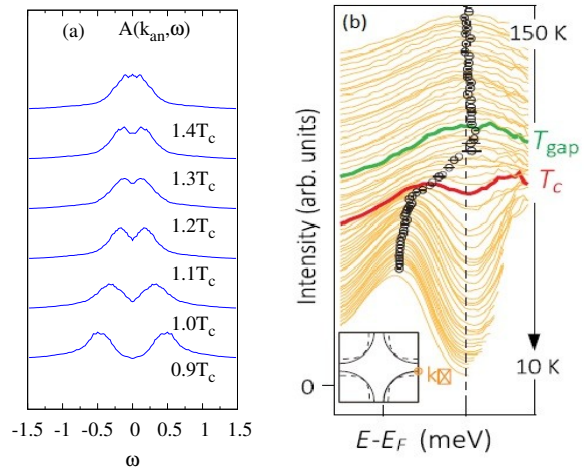 (a) A(k_an,ω)
1.4T_c
1.3T_c
1.2T_c
1.1T_c
1.0T_c
0.9T_c
-1.5 -1 -0.5 0 0.5 1 1.5
ω
(b)
150 K
T_gap
T_c
Intensity (arb. units)
k
10 K
0
E-E_F (meV)